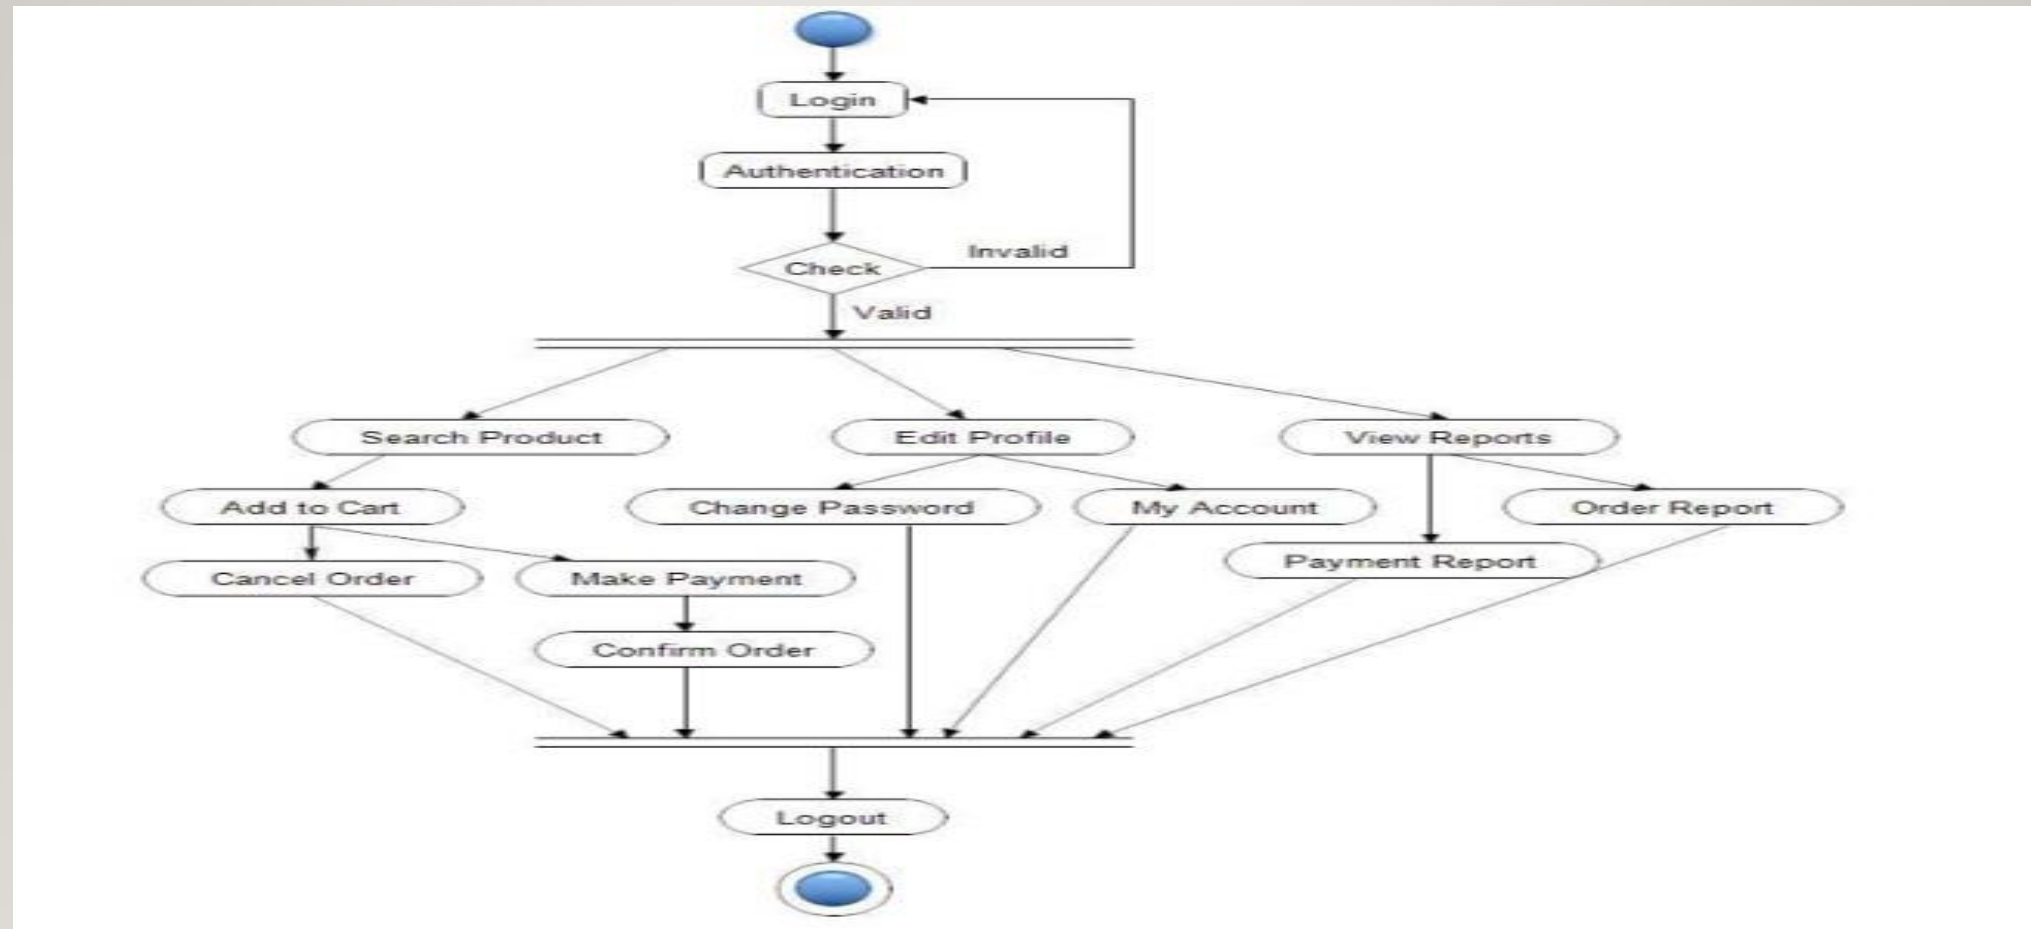 Login
Authentication
Invalid
Check
Valid
Search Product
Edit Profile
View Reports
Add to Cart
Change Password
My Account
Order Report
Payment Report
Cancel Order
Make Payment
Confirm Order
Logout